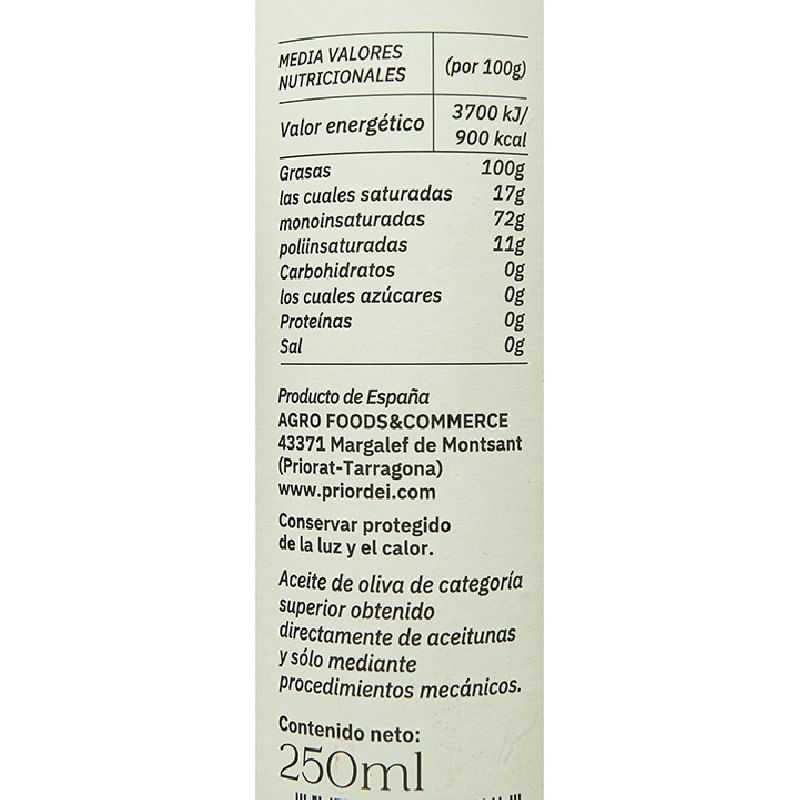 MEDIA VALORES
NUTRICIONALES
(por 100g)
Valor energético
3700 kJ/
900 kcal
Grasas 100g
las cuales saturadas 17g
monoinsaturadas 72g
poliinsaturadas 11g
Carbohidratos 0g
los cuales azúcares 0g
Proteínas 0g
Sal 0g
Producto de España
AGRO FOODS&COMMERCE
43371 Margalef de Montsant
(Priorat-Tarragona)
www.priordei.com
Conservar protegido
de la luz y el calor.
Aceite de oliva de categoría
superior obtenido
directamente de aceitunas
y sólo mediante
procedimientos mecánicos.
Contenido neto:
250ml